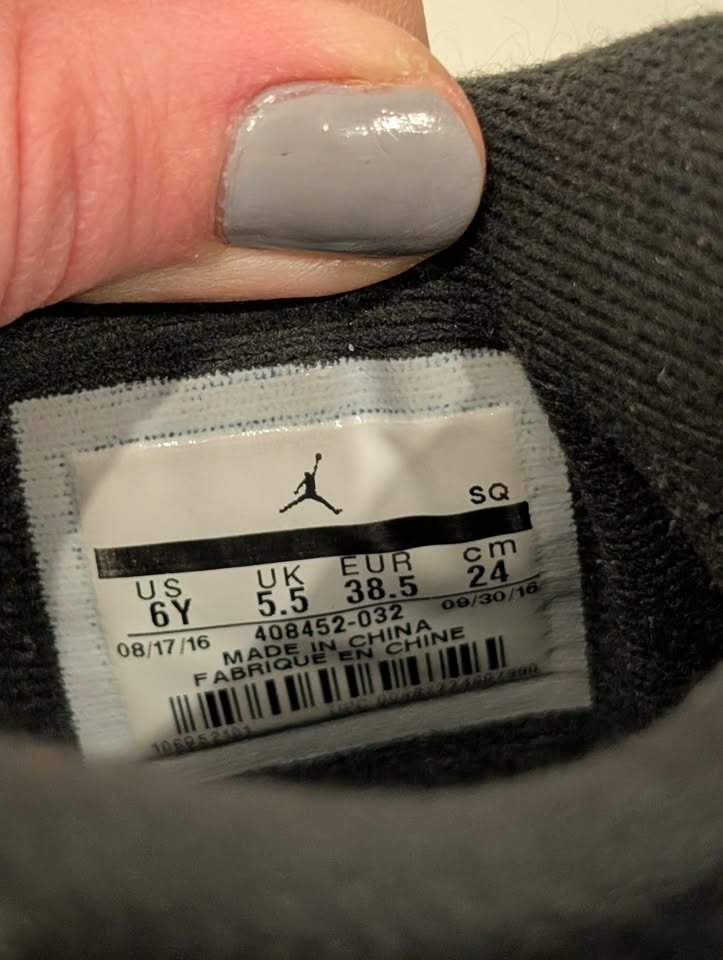 SQ
US UK EUR cm
6Y 5.5 38.5 24
08/17/16 408452-032 09/30/16
MADE IN CHINA
FABRIQUE EN CHINE